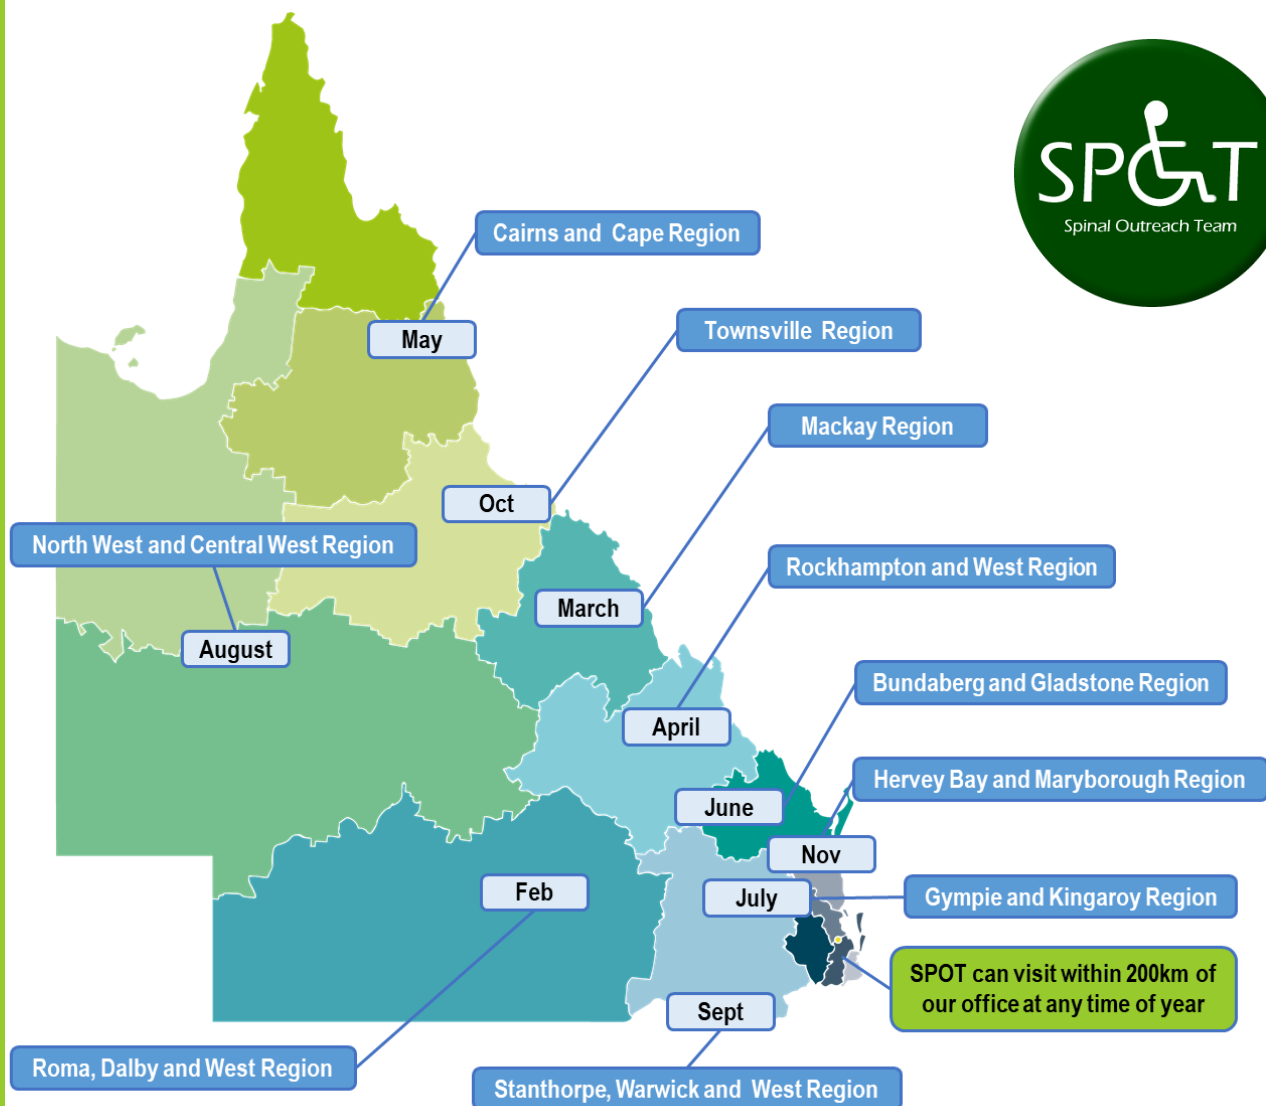 SPOT
Spinal Outreach Team
Cairns and Cape Region
Townsville Region
May
Mackay Region
Oct
North West and Central West Region
Rockhampton and West Region
March
August
Bundaberg and Gladstone Region
April
Hervey Bay and Maryborough Region
June
Nov
Feb
July
Gympie and Kingaroy Region
SPOT can visit within 200km of
our office at any time of year
Sept
Roma, Dalby and West Region
Stanthorpe, Warwick and West Region